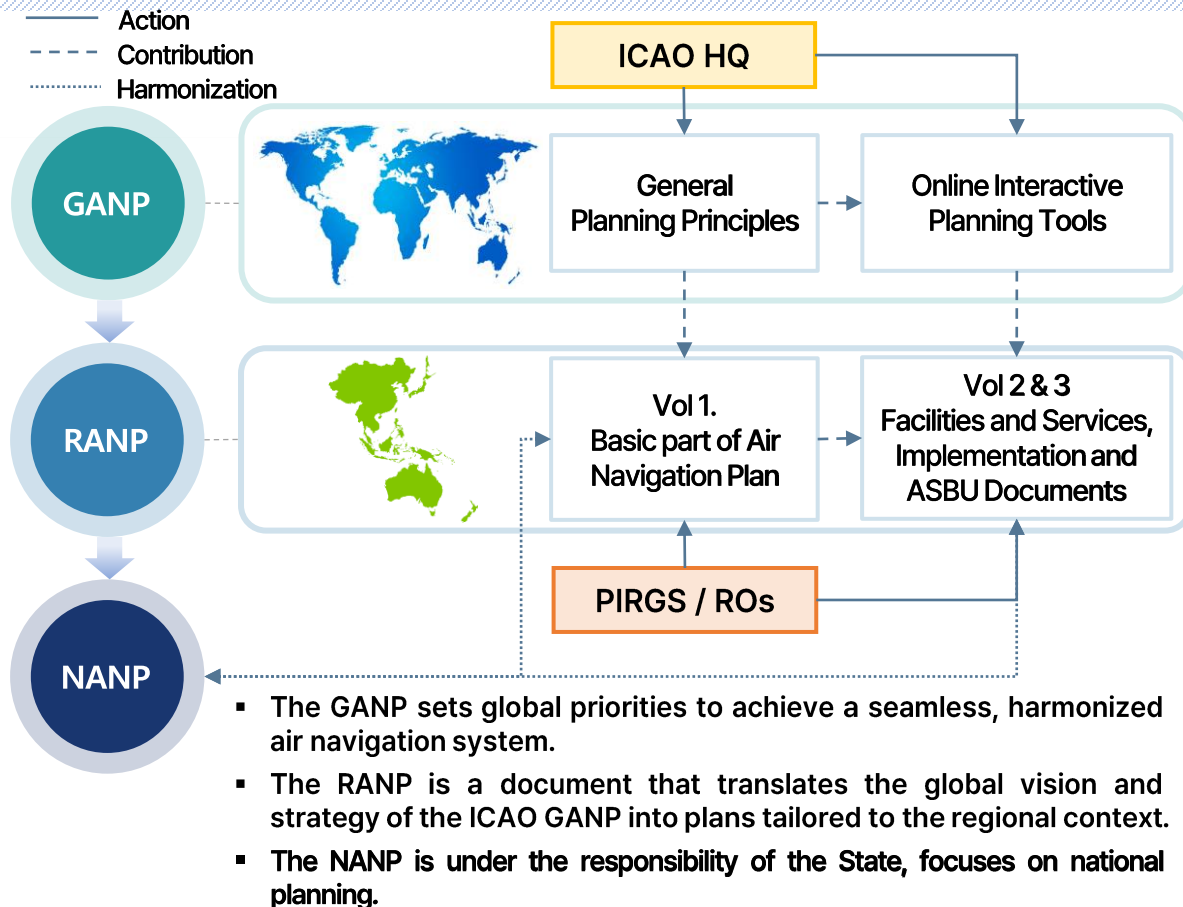 Action
Contribution
Harmonization
ICAO HQ
GANP
General
Planning Principles
Online Interactive
Planning Tools
RANP
Vol 1.
Basic part of Air
Navigation Plan
Vol 2 & 3
Facilities and Services,
Implementation and
ASBU Documents
PIRGS / ROs
NANP
▪ The GANP sets global priorities to achieve a seamless, harmonized
air navigation system.
▪ The RANP is a document that translates the global vision and
strategy of the ICAO GANP into plans tailored to the regional context.
▪ The NANP is under the responsibility of the State, focuses on national
planning.